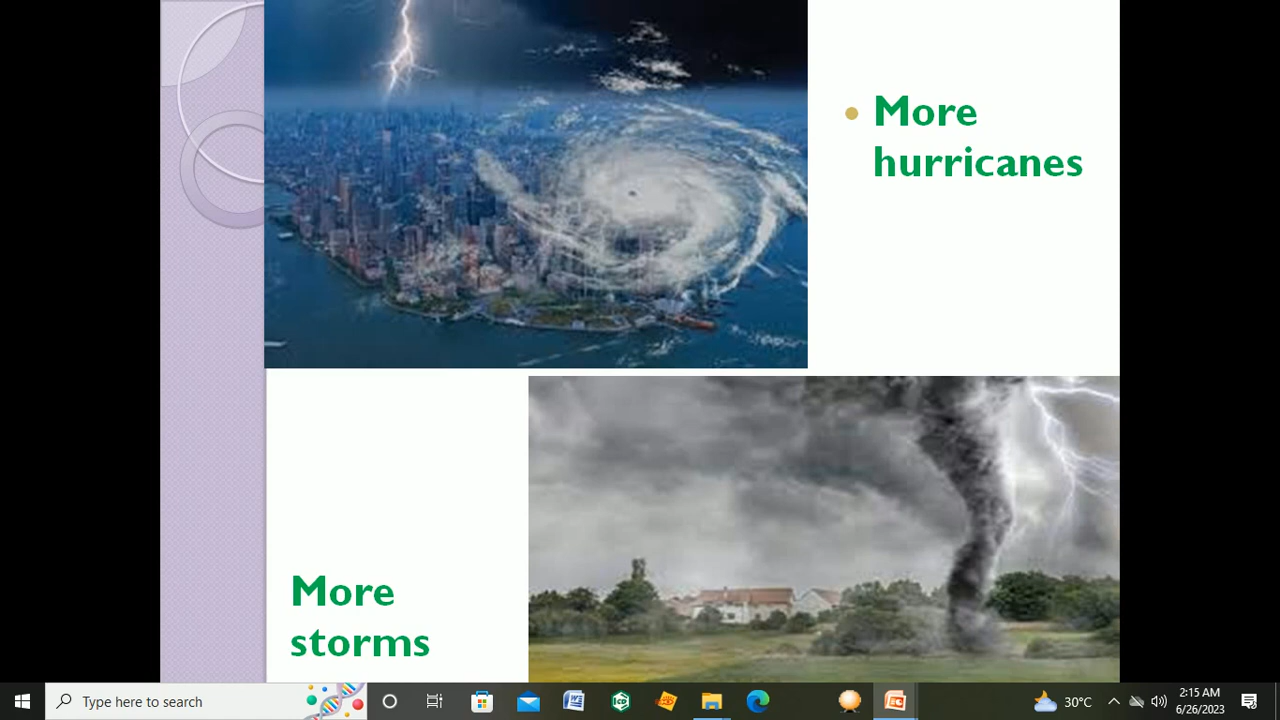 More
hurricanes
More
storms
Type here to search
30°C
2:15 AM
6/26/2023